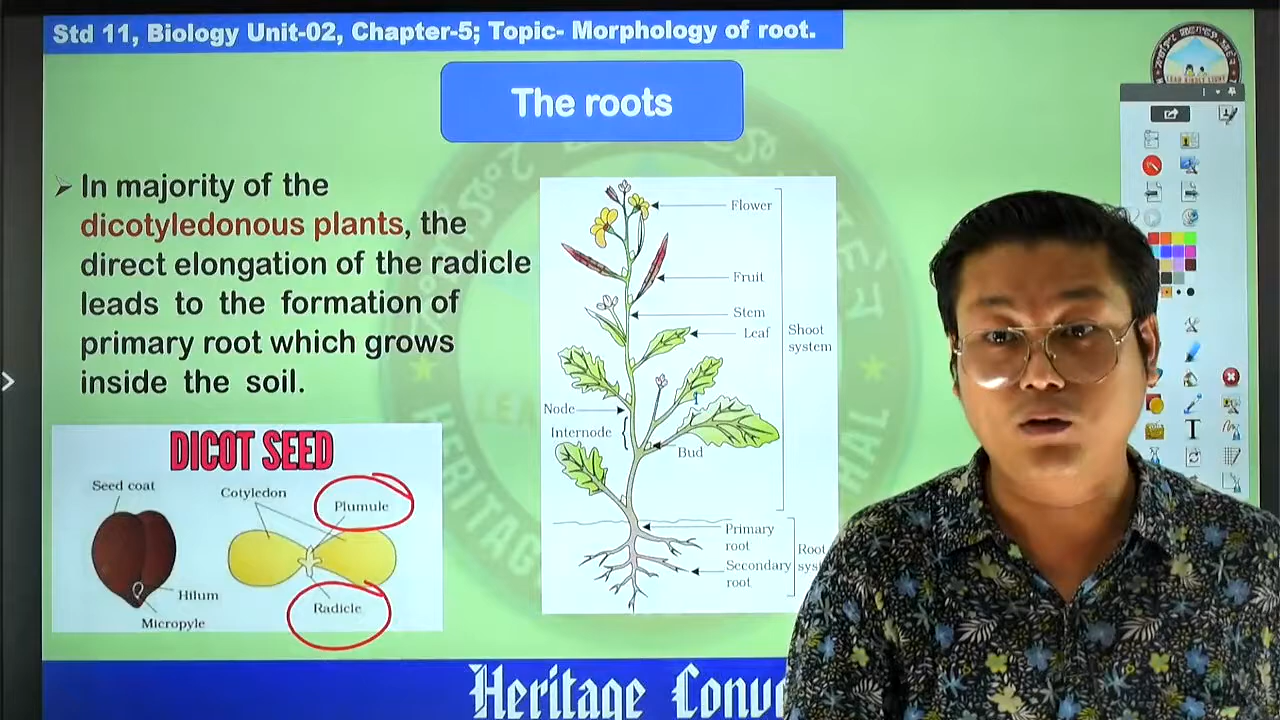 Std 11, Biology Unit-02, Chapter-5; Topic- Morphology of root.
The roots
In majority of the
dicotyledonous plants, the
direct elongation of the radicle
leads to the formation of
primary root which grows
inside the soil.
DICOT SEED
Seed coat
Cotyledon
Plumule
Hilum
Radicle
Micropyle
Flower
Fruit
Stem
Leaf
Shoot
system
Node
Internode
Bud
Primary
root
Secondary
root
Root
Heritage